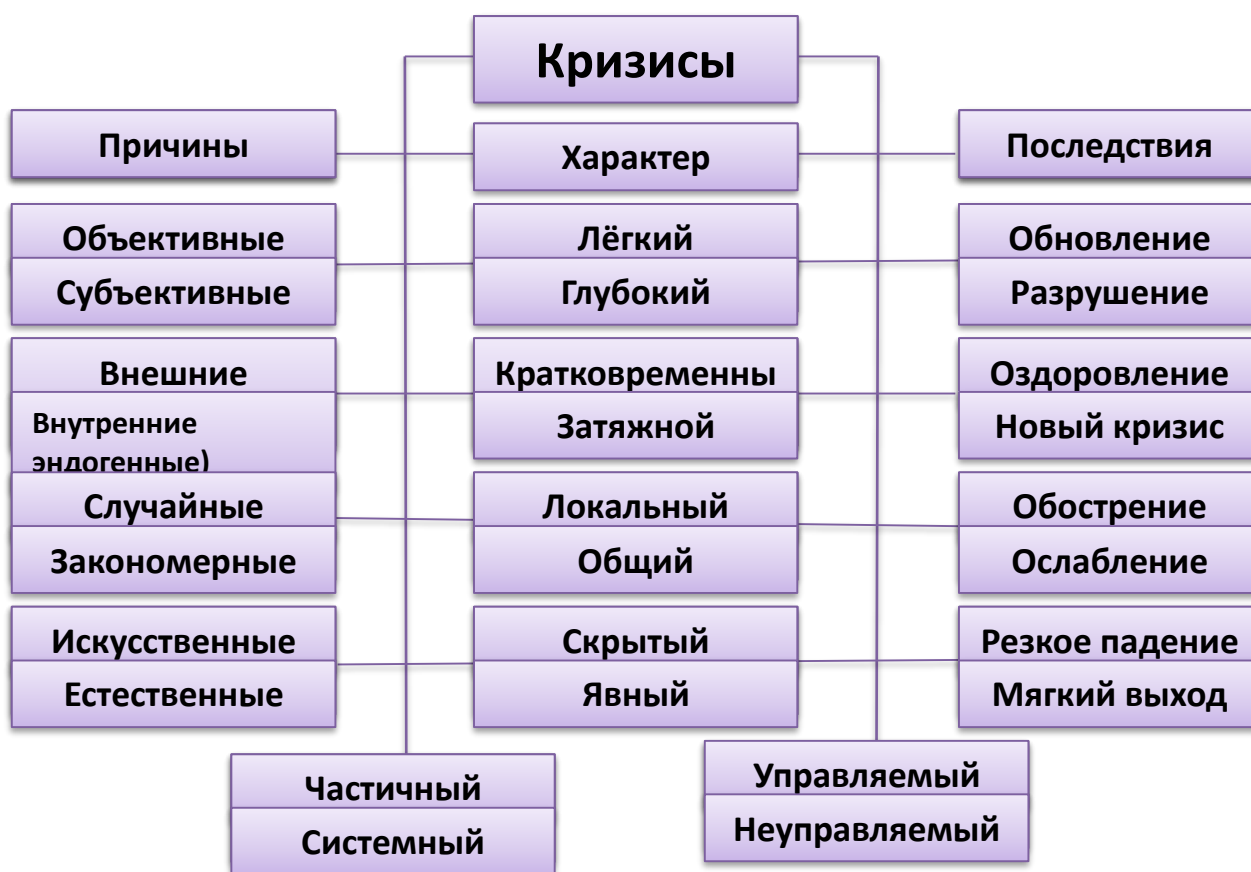 Кризисы
Причины
Характер
Последствия
Объективные
Лёгкий
Обновление
Субъективные
Глубокий
Разрушение
Внешние
Кратковременны
Оздоровление
Внутренние
эндогенные)
Затяжной
Новый кризис
Случайные
Локальный
Обострение
Закономерные
Общий
Ослабление
Искусственные
Скрытый
Резкое падение
Естественные
Явный
Мягкий выход
Частичный
Управляемый
Системный
Неуправляемый